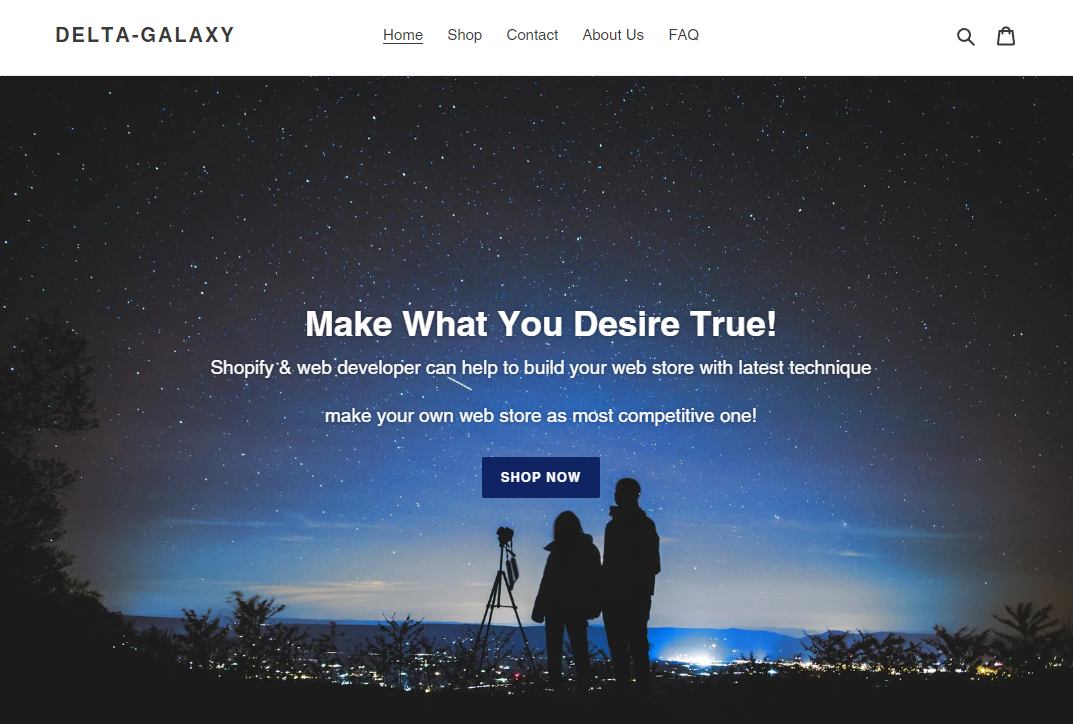 DELTA-GALAXY
Home Shop Contact About Us FAQ
Make What You Desire True!
Shopify & web developer can help to build your web store with latest technique
make your own web store as most competitive one!
SHOP NOW